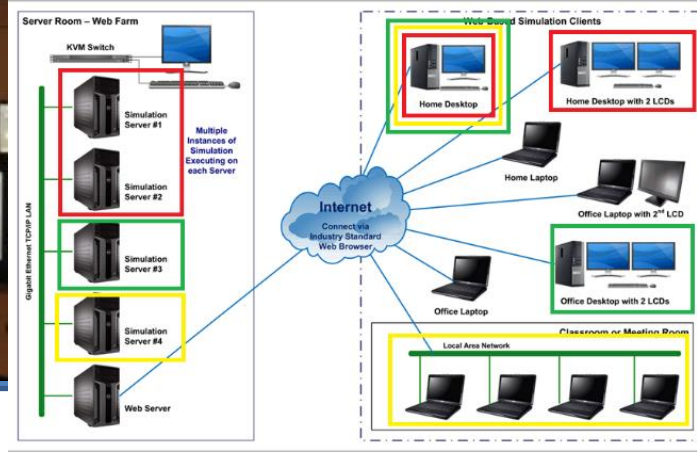 Server Room – Web Farm
KVM Switch
Simulation
Server #1
Simulation
Server #2
Multiple
Instances of
Simulation
Executing on
each Server
Simulation
Server #3
Simulation
Server #4
Web Server
Gigabit Ethernet TCP/IP LAN
Internet
Connect via
Industry Standard
Web Browser
Web-Based Simulation Clients
Home Desktop
Home Desktop with 2 LCDs
Home Laptop
Office Laptop with 2nd LCD
Office Desktop with 2 LCDs
Office Laptop
Classroom or Meeting Room
Local Area Network